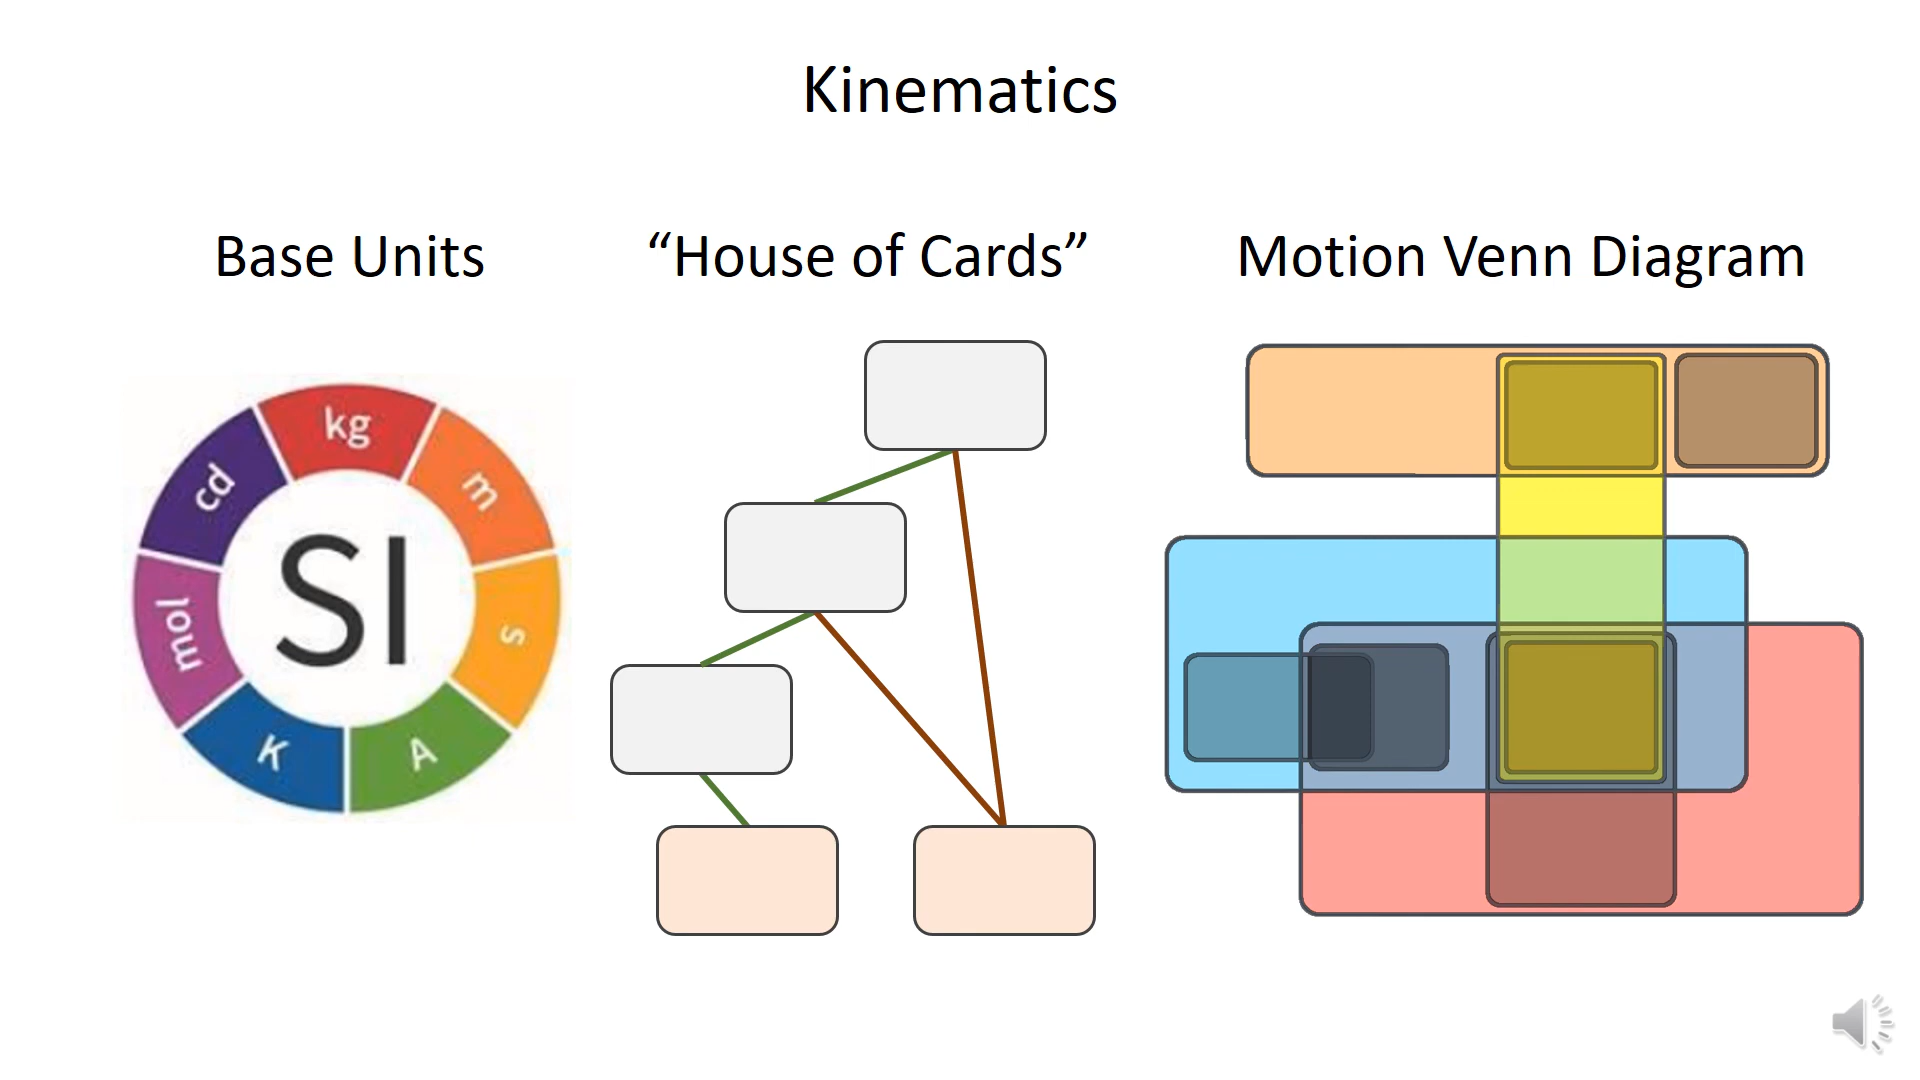 Kinematics
Base Units
“House of Cards”
Motion Venn Diagram
kg
m
s
A
K
mol
cd
SI